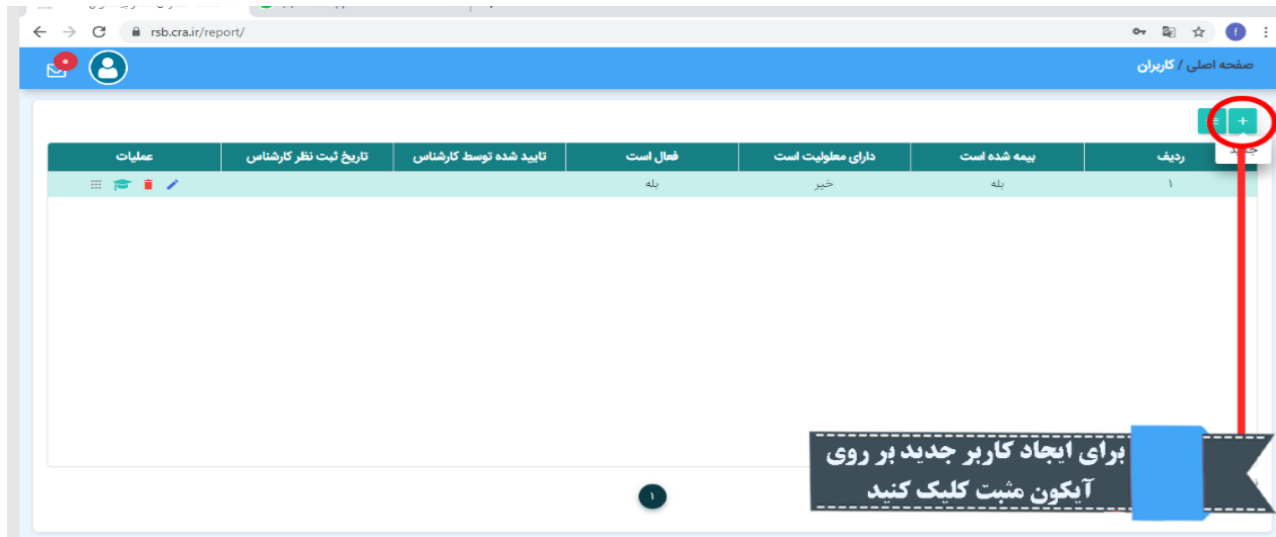 rsb.cra.ir/report/
صفحه اصلی / کاربران
جدید
ردیف
بیمه شده است
دارای معلولیت است
فعال است
تایید شده توسط کارشناس
تاریخ ثبت نظر کارشناس
عملیات
۱
بله
خیر
بله
برای ایجاد کاربر جدید بر روی
آیکون مثبت کلیک کنید
۱